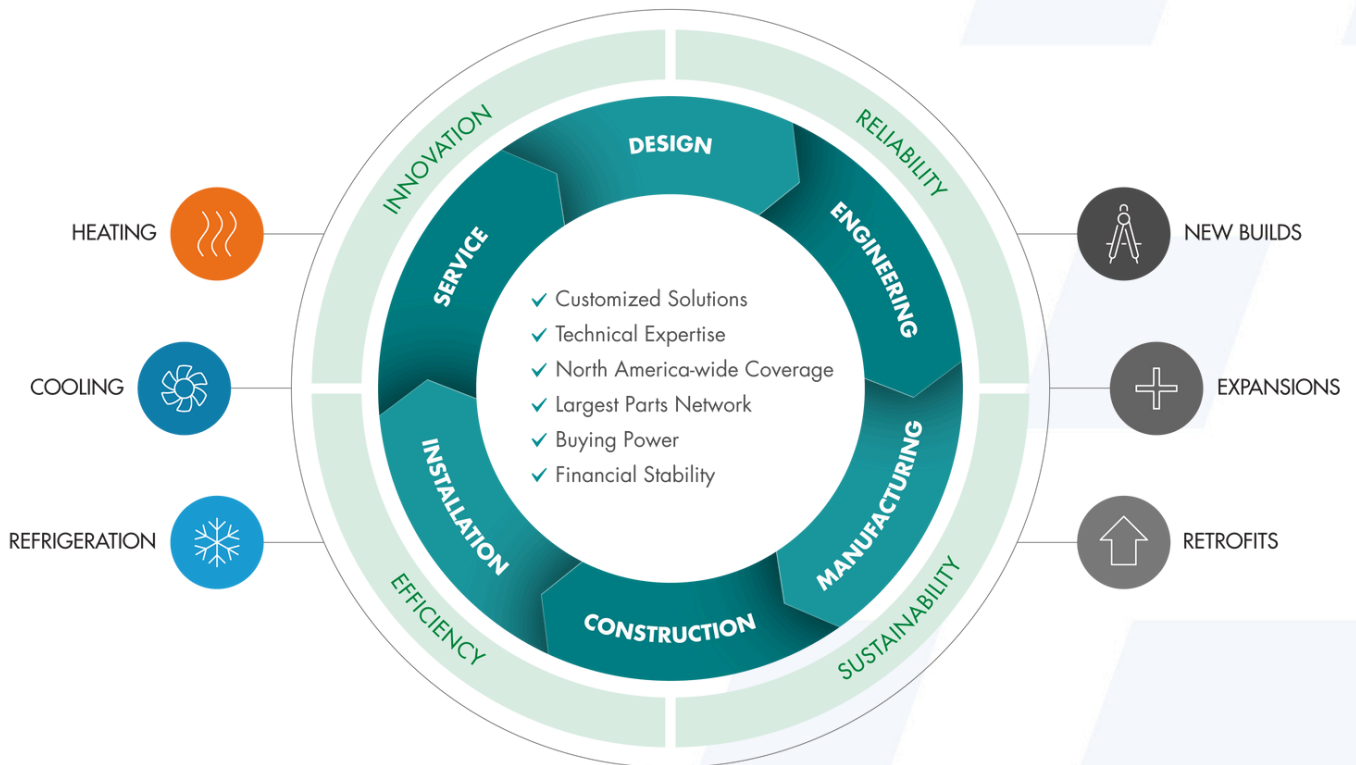 INNOVATION
RELIABILITY
EFFICIENCY
SUSTAINABILITY
DESIGN
ENGINEERING
MANUFACTURING
CONSTRUCTION
INSTALLATION
SERVICE
Customized Solutions
Technical Expertise
North America-wide Coverage
Largest Parts Network
Buying Power
Financial Stability
HEATING
COOLING
REFRIGERATION
NEW BUILDS
EXPANSIONS
RETROFITS